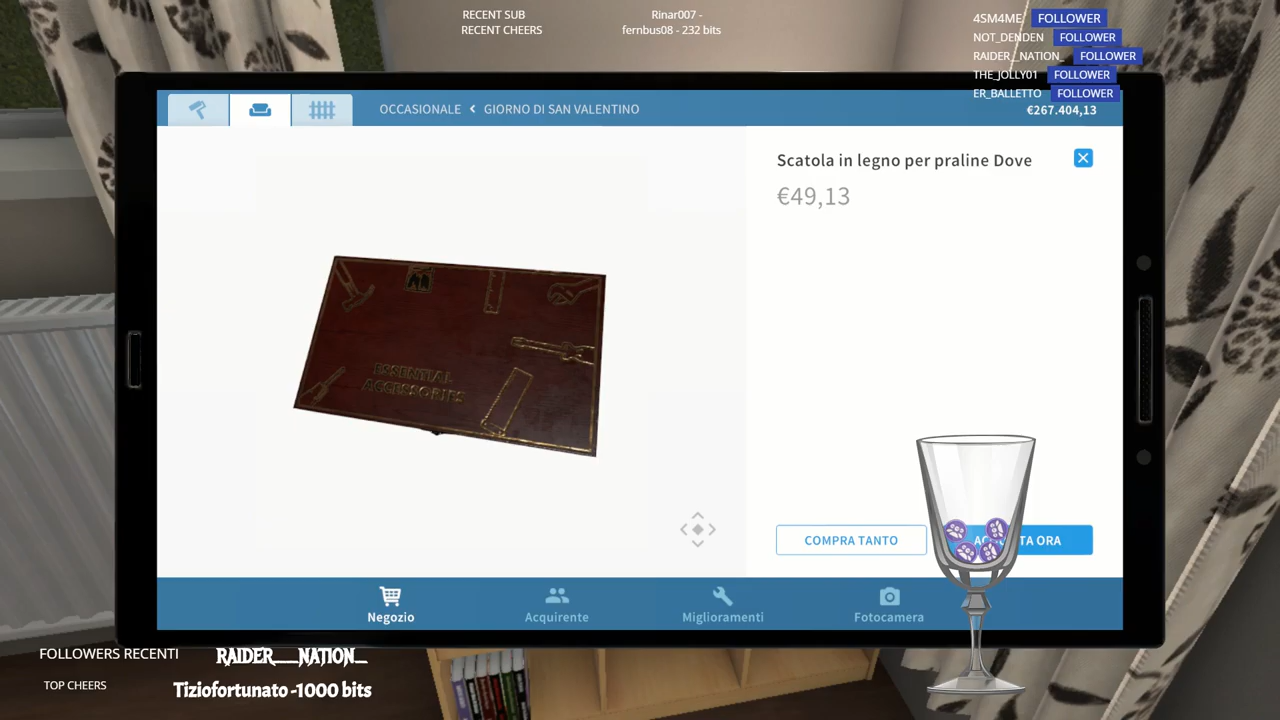 RECENT SUB
Rinar007 -
RECENT CHEERS
fernbus08 - 232 bits
4SM4ME FOLLOWER
NOT_DENDEN FOLLOWER
RAIDER__NATION_ FOLLOWER
THE_JOLLY01 FOLLOWER
ER_BALLETTO FOLLOWER
OCCASIONALE < GIORNO DI SAN VALENTINO
€267.404,13
Scatola in legno per praline Dove
€49,13
ESSENTIAL
ACCESSORIES
COMPRA TANTO
ORA
Negozio
Acquirente
Miglioramenti
Fotocamera
FOLLOWERS RECENTI
RAIDER__NATION_
TOP CHEERS
Tiziofortunato -1000 bits